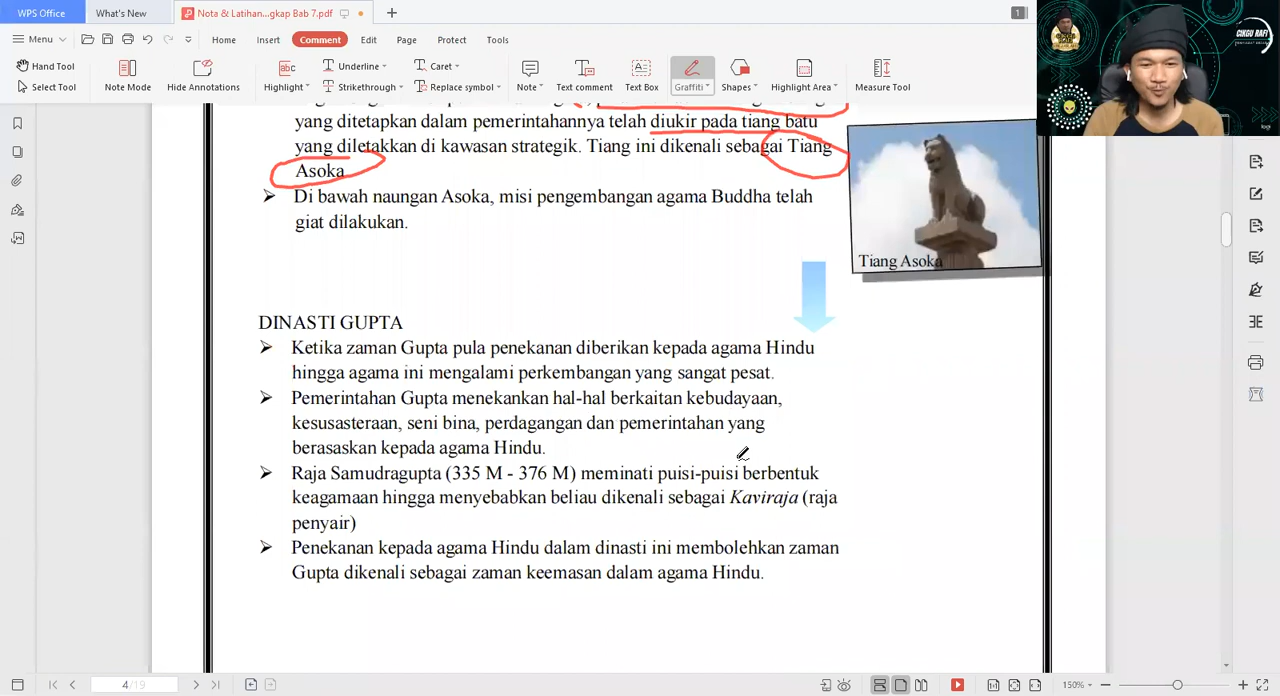 WPS Office
What's New
Nota & Latihan...gkap Bab 7.pdf
1
Menu
Home
Insert
Comment
Edit
Page
Protect
Tools
Hand Tool
Select Tool
Note Mode
Hide Annotations
Highlight
Underline
Strikethrough
Caret
Replace symbol
Note
Text comment
Text Box
Graffiti
Shapes
Highlight Area
Measure Tool
CIKGU RAFI
yang ditetapkan dalam pemerintahannya telah diukir pada tiang batu
yang diletakkan di kawasan strategik. Tiang ini dikenali sebagai Tiang
Asoka
Di bawah naungan Asoka, misi pengembangan agama Buddha telah
giat dilakukan.
Tiang Asoka
DINASTI GUPTA
Ketika zaman Gupta pula penekanan diberikan kepada agama Hindu
hingga agama ini mengalami perkembangan yang sangat pesat.
Pemerintahan Gupta menekankan hal-hal berkaitan kebudayaan,
kesusasteraan, seni bina, perdagangan dan pemerintahan yang
berasaskan kepada agama Hindu.
Raja Samudragupta (335 M - 376 M) meminati puisi-puisi berbentuk
keagamaan hingga menyebabkan beliau dikenali sebagai Kaviraja (raja
penyair)
Penekanan kepada agama Hindu dalam dinasti ini membolehkan zaman
Gupta dikenali sebagai zaman keemasan dalam agama Hindu.
4/19
150%